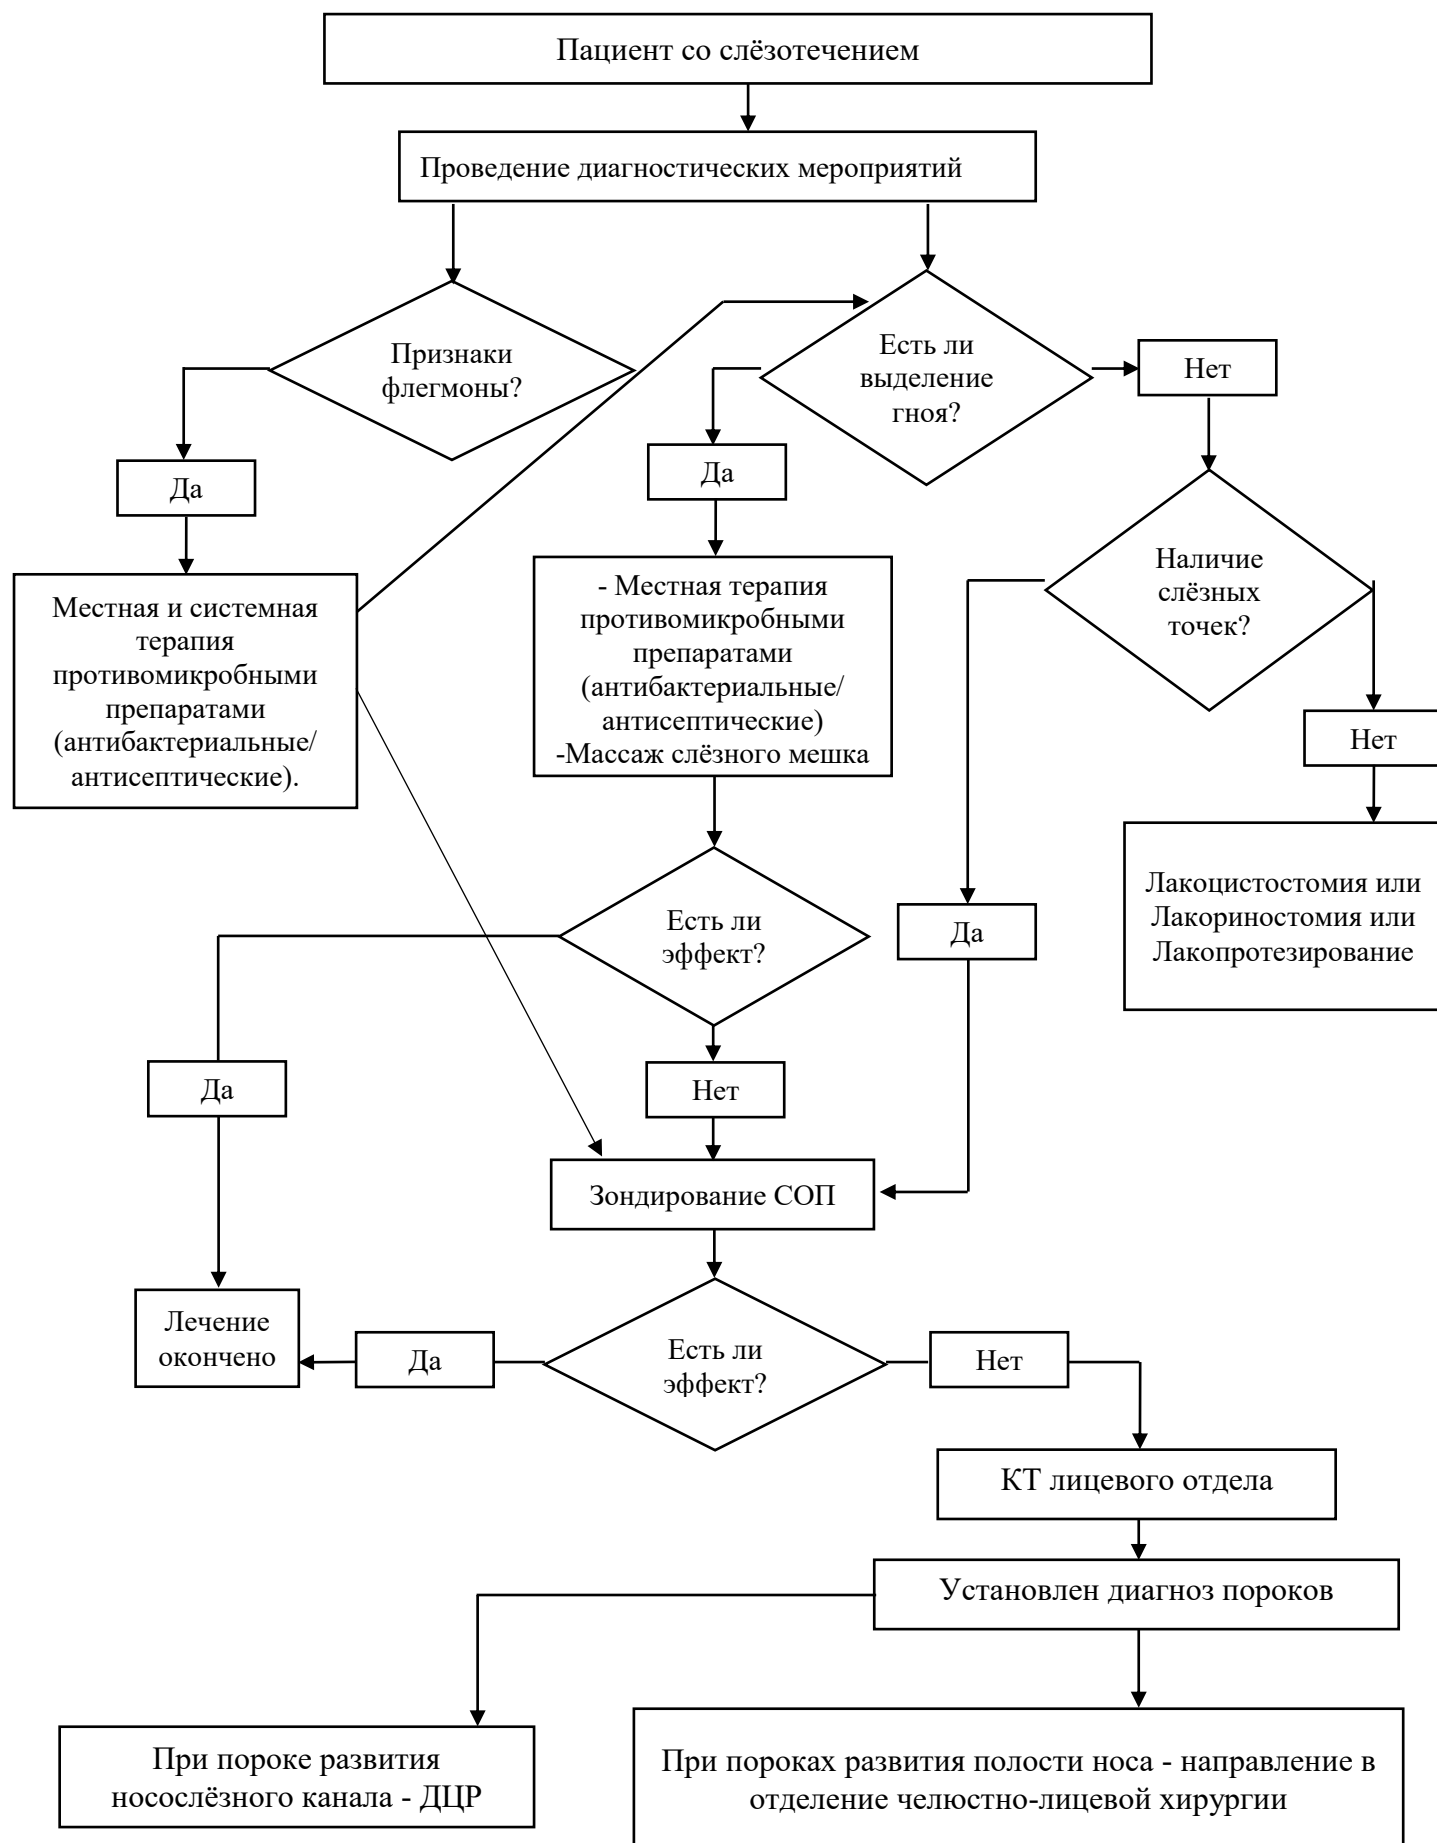 Пациент со слёзотечением
Проведение диагностических мероприятий
Признаки
флегмоны?
Есть ли
выделение
гноя?
Нет
Да
Да
Местная и системная
терапия
противомикробными
препаратами
(антибактериальные/
антисептические).
- Местная терапия
противомикробными
препаратами
(антибактериальные/
антисептические)
-Массаж слёзного мешка
Наличие
слёзных
точек?
Нет
Лакоцистостомия или
Лакориностомия или
Лакопротезирование
Да
Есть ли
эффект?
Да
Нет
Зондирование СОП
Лечение
окончено
Да
Есть ли
эффект?
Нет
КТ лицевого отдела
Установлен диагноз пороков
При пороке развития
носослёзного канала - ДЦР
При пороках развития полости носа - направление в
отделение челюстно-лицевой хирургии